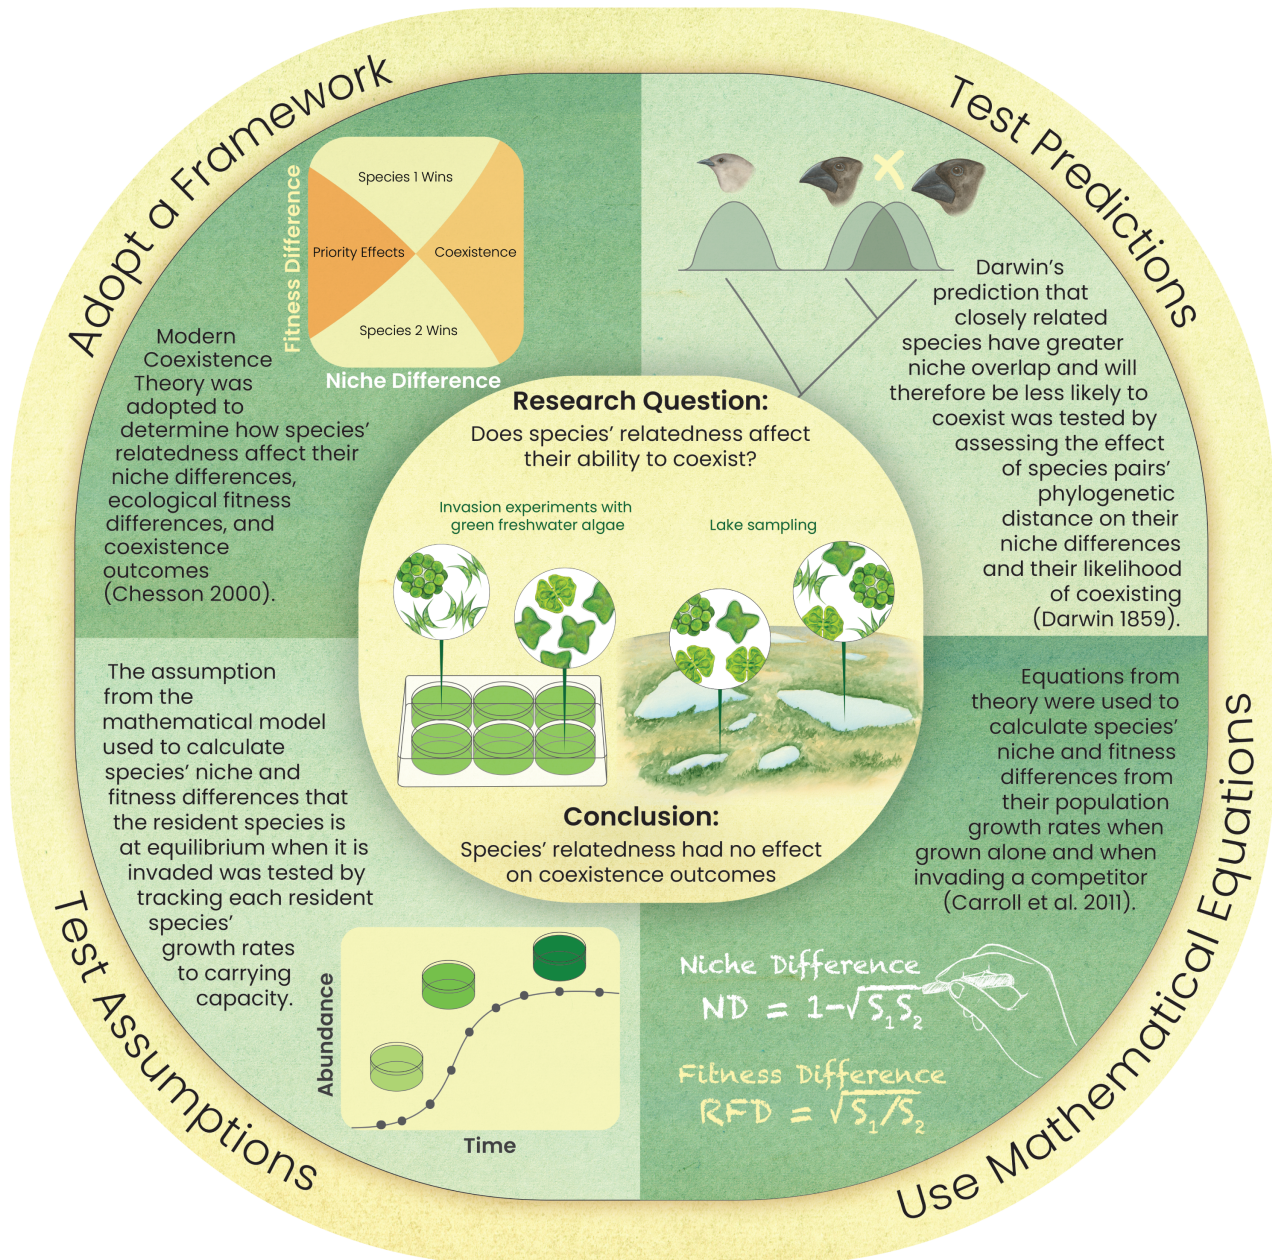 Adopt a Framework
Fitness Difference
Species 1 Wins
Priority Effects
Coexistence
Species 2 Wins
Niche Difference
Modern
Coexistence
Theory was
adopted to
determine how species’
relatedness affect their
niche differences,
ecological fitness
differences, and
coexistence
outcomes
(Chesson 2000).
Test Predictions
Darwin’s
prediction that
closely related
species have greater
niche overlap and will
therefore be less likely to
coexist was tested by
assessing the effect
of species pairs’
phylogenetic
distance on their
niche differences
and their likelihood
of coexisting
(Darwin 1859).
Research Question:
Does species’ relatedness affect
their ability to coexist?
Invasion experiments with
green freshwater algae
Lake sampling
Conclusion:
Species’ relatedness had no effect
on coexistence outcomes
Test Assumptions
The assumption
from the
mathematical model
used to calculate
species’ niche and
fitness differences that
the resident species is
at equilibrium when it is
invaded was tested by
tracking each resident
species’
growth rates
to carrying
capacity.
Abundance
Time
Use Mathematical Equations
Equations from
theory were used to
calculate species’
niche and fitness
differences from
their population
growth rates when
grown alone and when
invading a competitor
(Carroll et al. 2011).
Niche Difference
ND = 1-√S₁S₂
Fitness Difference
RFD = √S₁/S₂